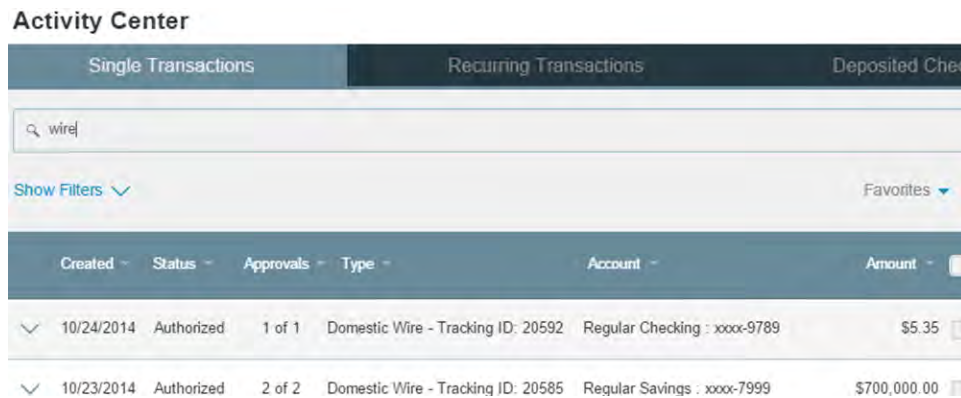 Activity Center
Single Transactions Recurring Transactions Deposited Che
wire
Show Filters Favorites
Created Status Approvals Type Account Amount
10/24/2014 Authorized 1 of 1 Domestic Wire - Tracking ID: 20592 Regular Checking : xxxx-9789 $5.35
10/23/2014 Authorized 2 of 2 Domestic Wire - Tracking ID: 20585 Regular Savings : xxxx-7999 $700,000.00